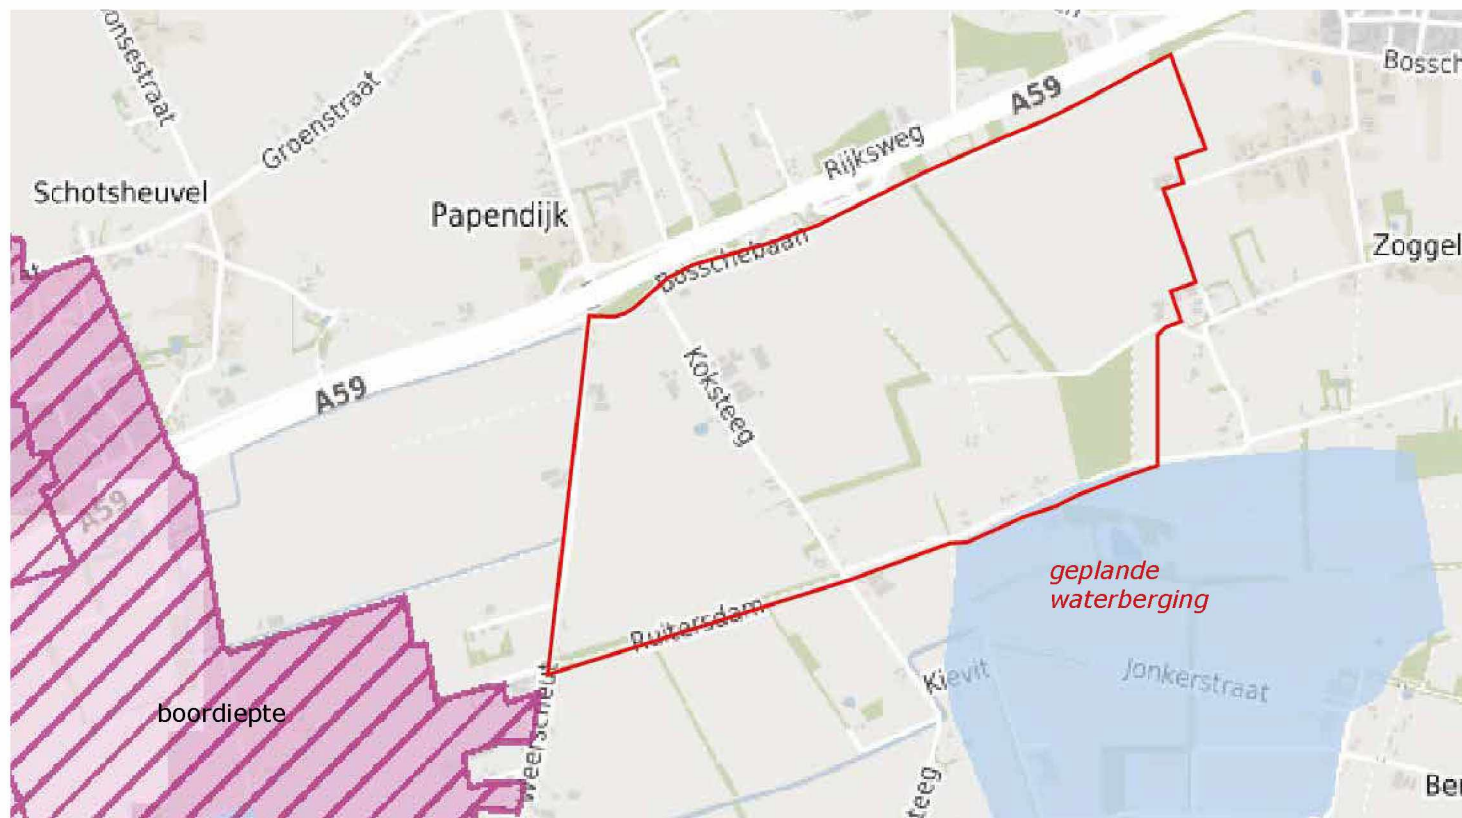 Groenstraat
A59
Bossch
Rijksweg
Schotsheuvel
Papendijk
Zoggel
Bosschebaan
Koksteeg
A59
A59
geplande
waterberging
Ruitersdam
Kievit
Jonkerstraat
boordiepte
Weerscheut